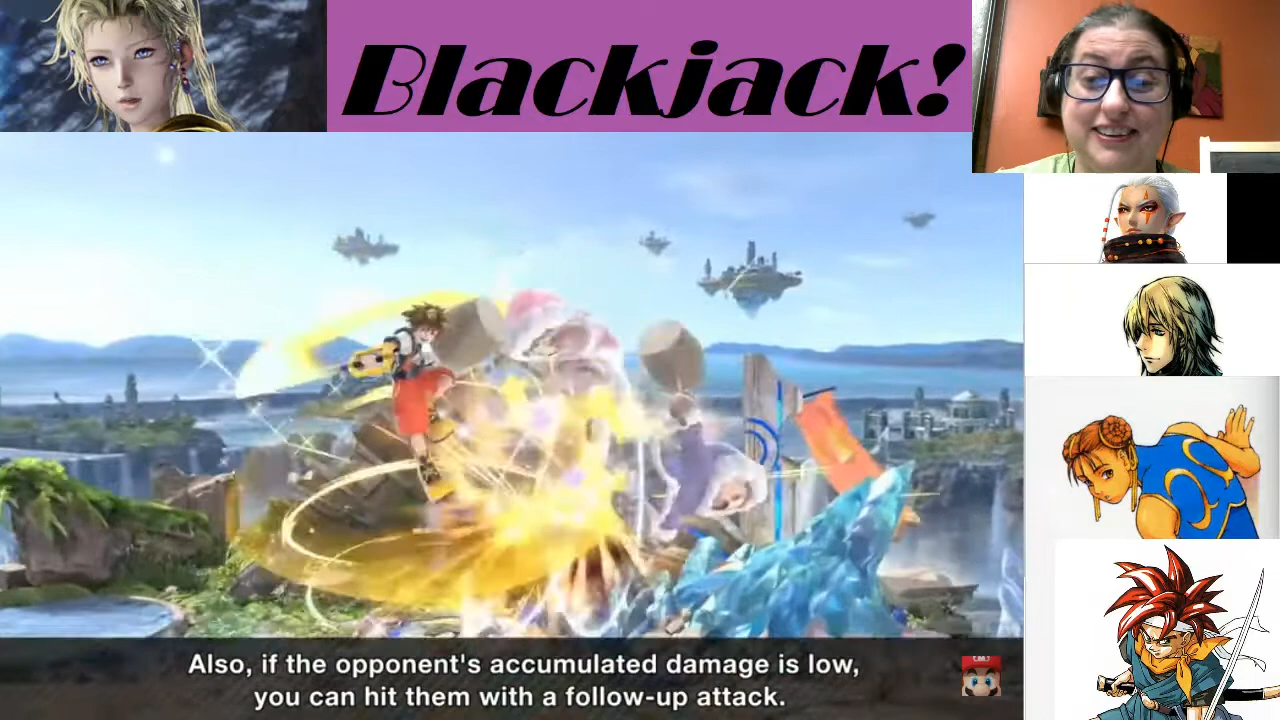 Blackjack!
Also, if the opponent's accumulated damage is low,
you can hit them with a follow-up attack.